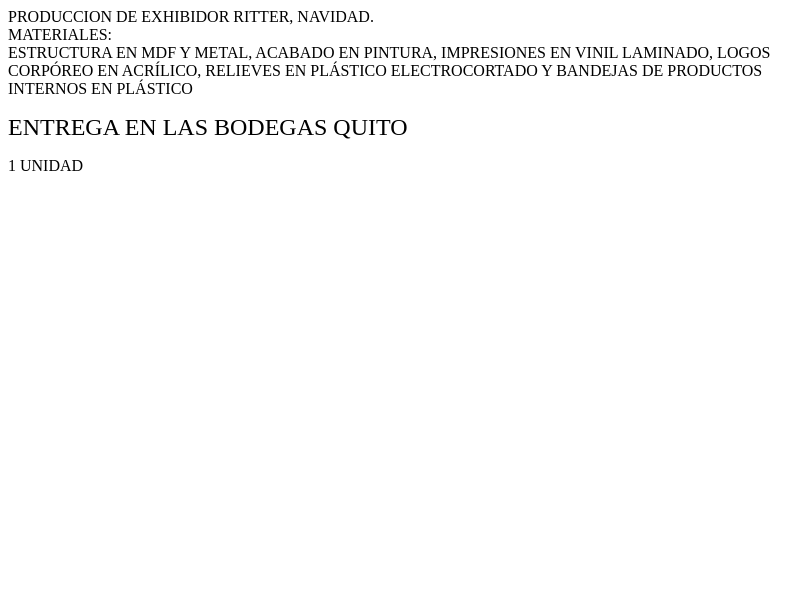 PRODUCCION DE EXHIBIDOR RITTER, NAVIDAD.
MATERIALES:
ESTRUCTURA EN MDF Y METAL, ACABADO EN PINTURA, IMPRESIONES EN VINIL LAMINADO, LOGOS
CORPÓREO EN ACRÍLICO, RELIEVES EN PLÁSTICO ELECTROCORTADO Y BANDEJAS DE PRODUCTOS
INTERNOS EN PLÁSTICO
ENTREGA EN LAS BODEGAS QUITO
1 UNIDAD